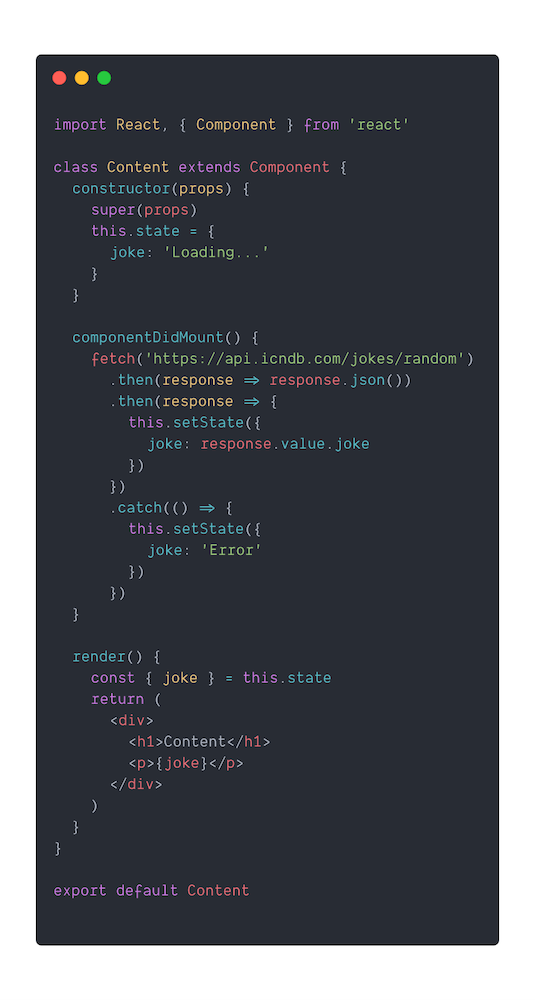 import React, { Component } from 'react'

class Content extends Component {
  constructor(props) {
    super(props)
    this.state = {
      joke: 'Loading...'
    }
  }

  componentDidMount() {
    fetch('https://api.icndb.com/jokes/random')
      .then(response => response.json())
      .then(response => {
        this.setState({
          joke: response.value.joke
        })
      })
      .catch(() => {
        this.setState({
          joke: 'Error'
        })
      })
  }

  render() {
    const { joke } = this.state
    return (
      <div>
        <h1>Content</h1>
        <p>{joke}</p>
      </div>
    )
  }
}

export default Content